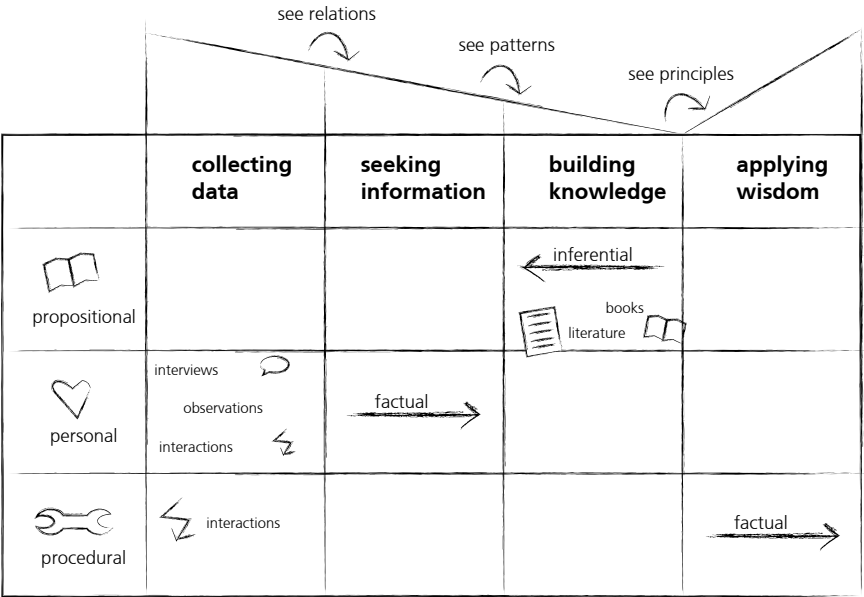 see relations
see patterns
see principles
collecting
data
seeking
information
building
knowledge
applying
wisdom
propositional
inferential
books
literature
personal
interviews
observations
interactions
factual
procedural
interactions
factual